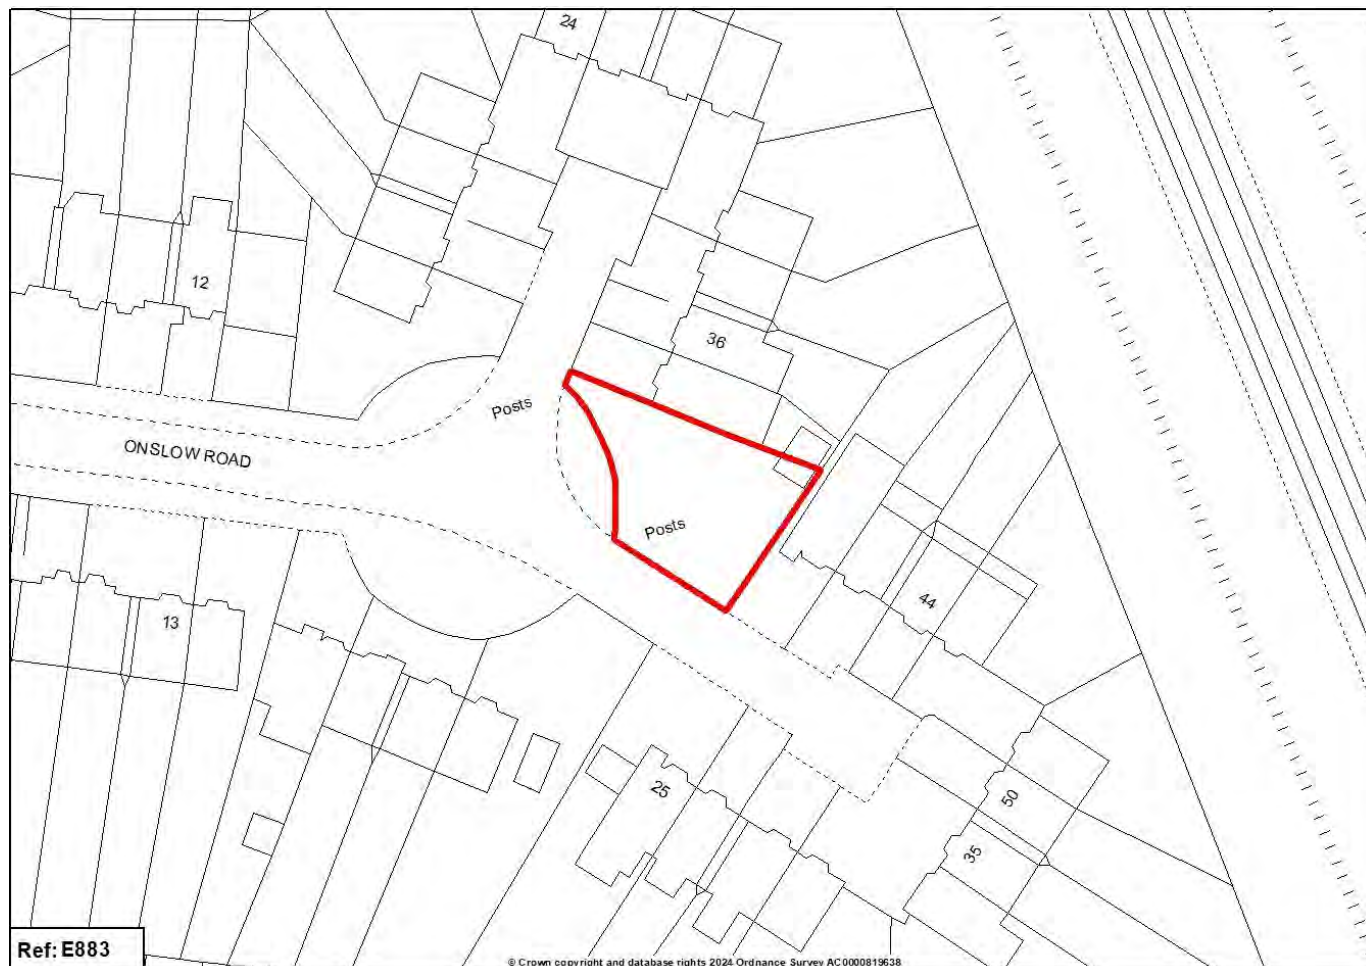 24
12
36
Posts
ONSLOW ROAD
Posts
44
13
25
50
35
Ref: E883
© Crown copyright and database rights 2024 Ordnance Survey AC0000819638